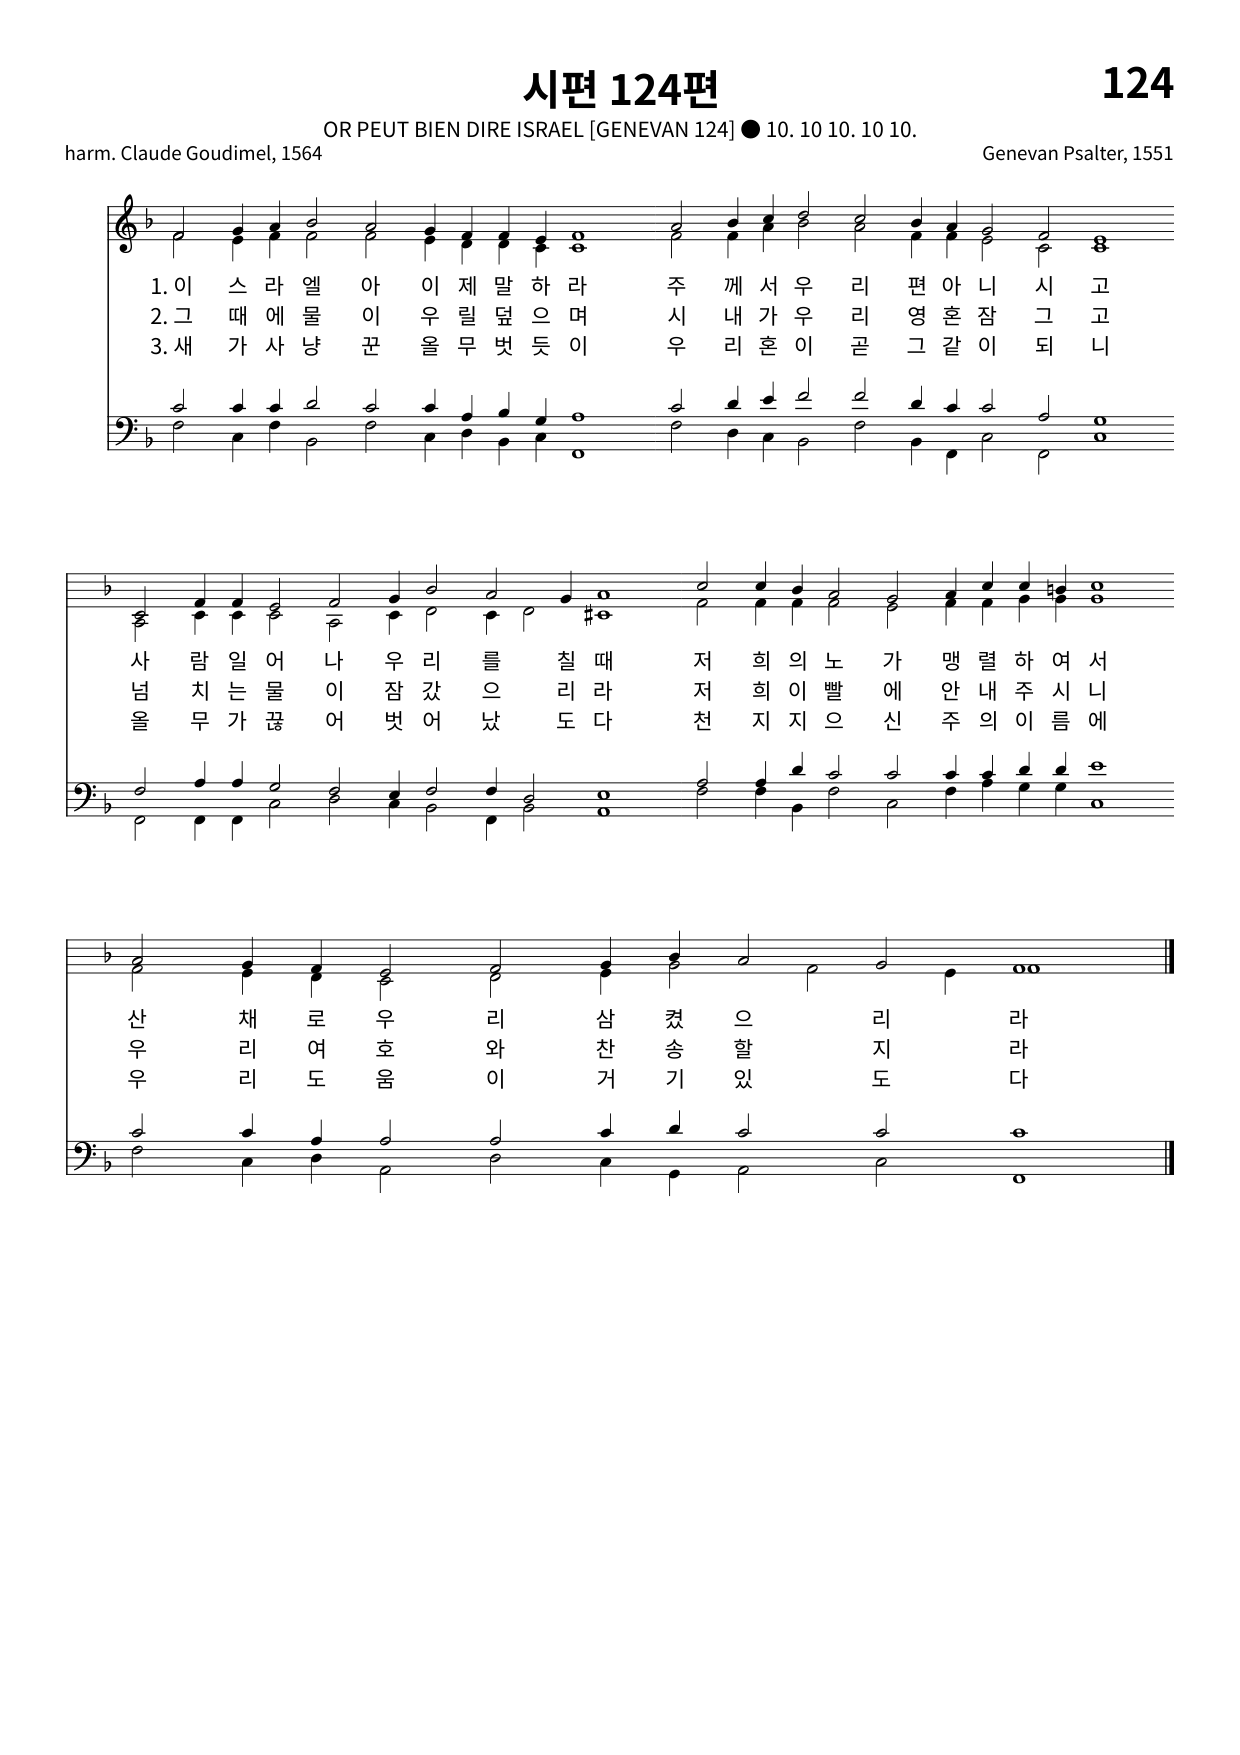 시편 124편
124
OR PEUT BIEN DIRE ISRAEL [GENEVAN 124] ● 10. 10 10. 10 10.
harm. Claude Goudimel, 1564
Genevan Psalter, 1551
1. 이 스 라 엘 아 이 제 말 하 라 주 께 서 우 리 편 아 니 시 고
2. 그 때 에 물 이 우 릴 덮 으 며 시 내 가 우 리 영 혼 잠 그 고
3. 새 가 사 냥 꾼 올 무 벗 듯 이 우 리 혼 이 곧 그 같 이 되 니
사 람 일 어 나 우 리 를 칠 때 저 희 의 노 가 맹 렬 하 여 서
넘 치 는 물 이 잠 갔 으 리 라 저 희 이 빨 에 안 내 주 시 니
올 무 가 끊 어 벗 어 났 도 다 천 지 지 으 신 주 의 이 름 에
산 채 로 우 리 삼 켰 으 리 라
우 리 여 호 와 찬 송 할 지 라
우 리 도 움 이 거 기 있 도 다